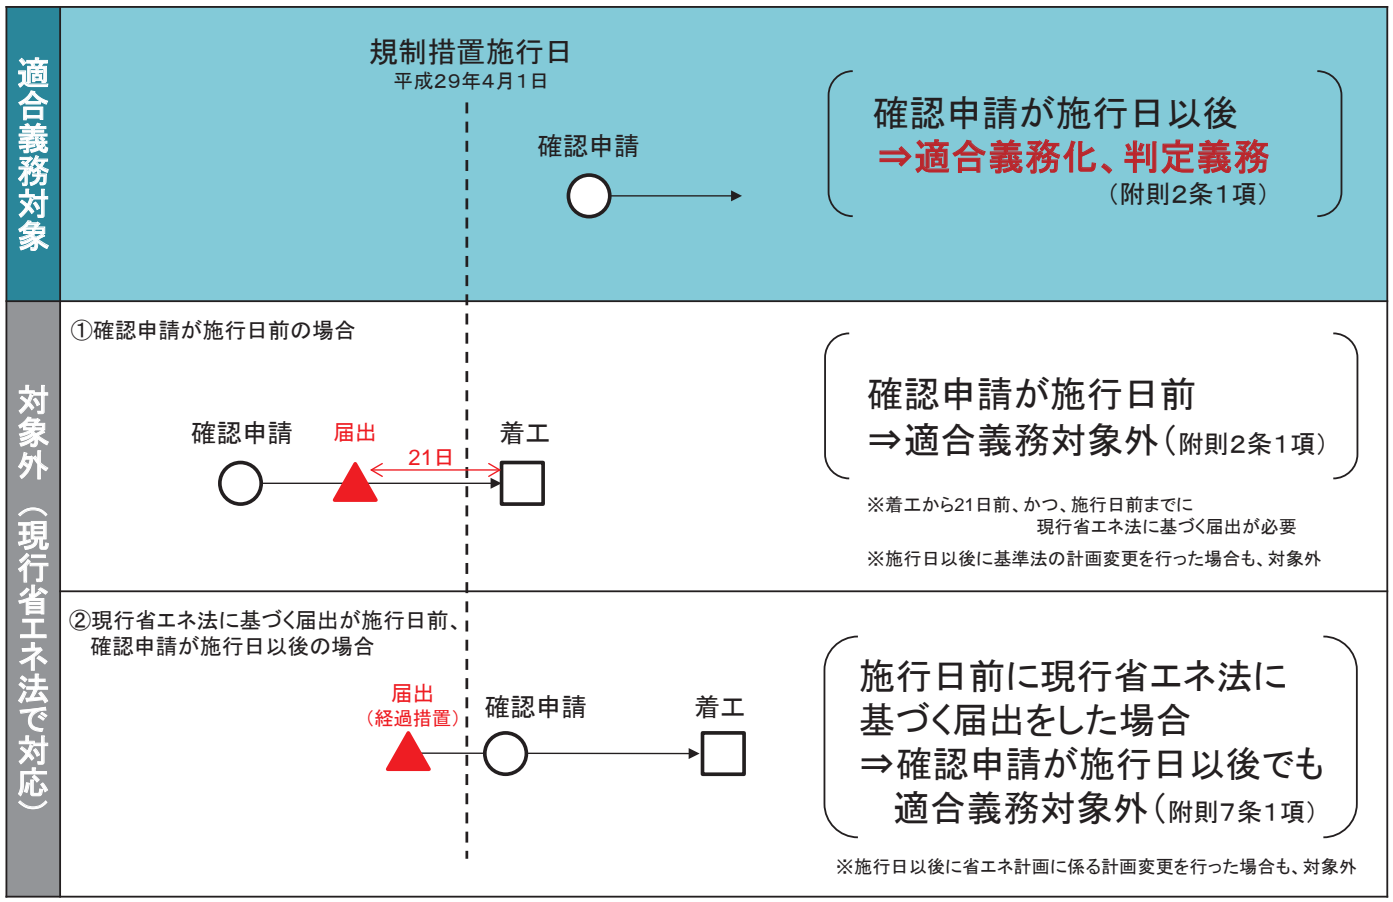 適合義務対象
規制措置施行日
平成29年4月1日
確認申請
確認申請が施行日以後
⇒適合義務化、判定義務
（附則2条1項）
対象外（現行省エネ法で対応）
①確認申請が施行日前の場合
確認申請
届出
21日
着工
確認申請が施行日前
⇒適合義務対象外（附則2条1項）
※着工から21日前、かつ、施行日前までに
現行省エネ法に基づく届出が必要
※施行日以後に基準法の計画変更を行った場合も、対象外
②現行省エネ法に基づく届出が施行日前、
確認申請が施行日以後の場合
届出
（経過措置）
確認申請
着工
施行日前に現行省エネ法に
基づく届出をした場合
⇒確認申請が施行日以後でも
適合義務対象外（附則7条1項）
※施行日以後に省エネ計画に係る計画変更を行った場合も、対象外